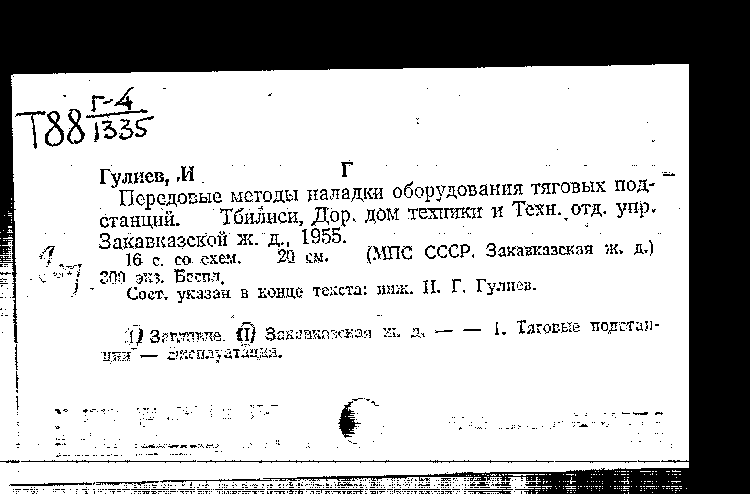 Г-4
Т88 1335
Гулиев, И Г
Передовые методы наладки оборудования тяговых под-
станций. Тбилиси, Дор. дом техники и Техн. отд. упр.
Закавказской ж. д., 1955.
16 с. со схем. 20 см. (МПС СССР. Закавказская ж. д.)
300 экз. Беспл.
Сост. указан в конце текста: инж. И. Г. Гулиев.
I) Заглавие. II) Закавказская ж. д. — — 1. Тяговые подстан-
ции — Эксплуатация.